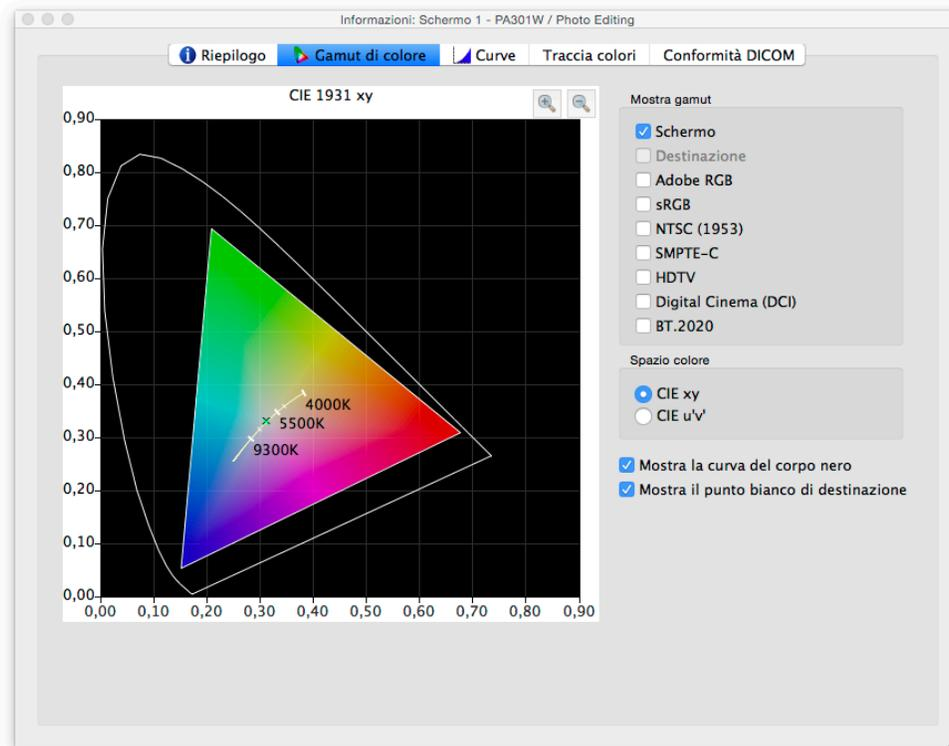 Informazioni: Schermo 1 - PA301W / Photo Editing
Riepilogo Gamut di colore Curve Traccia colori Conformità DICOM
CIE 1931 xy
0,90
0,80
0,70
0,60
0,50
0,40
0,30
0,20
0,10
0,00
4000K
5500K
9300K
0,00 0,10 0,20 0,30 0,40 0,50 0,60 0,70 0,80 0,90
Mostra gamut
Schermo
Destinazione
Adobe RGB
sRGB
NTSC (1953)
SMPTE-C
HDTV
Digital Cinema (DCI)
BT.2020
Spazio colore
CIE xy
CIE u'v'
Mostra la curva del corpo nero
Mostra il punto bianco di destinazione